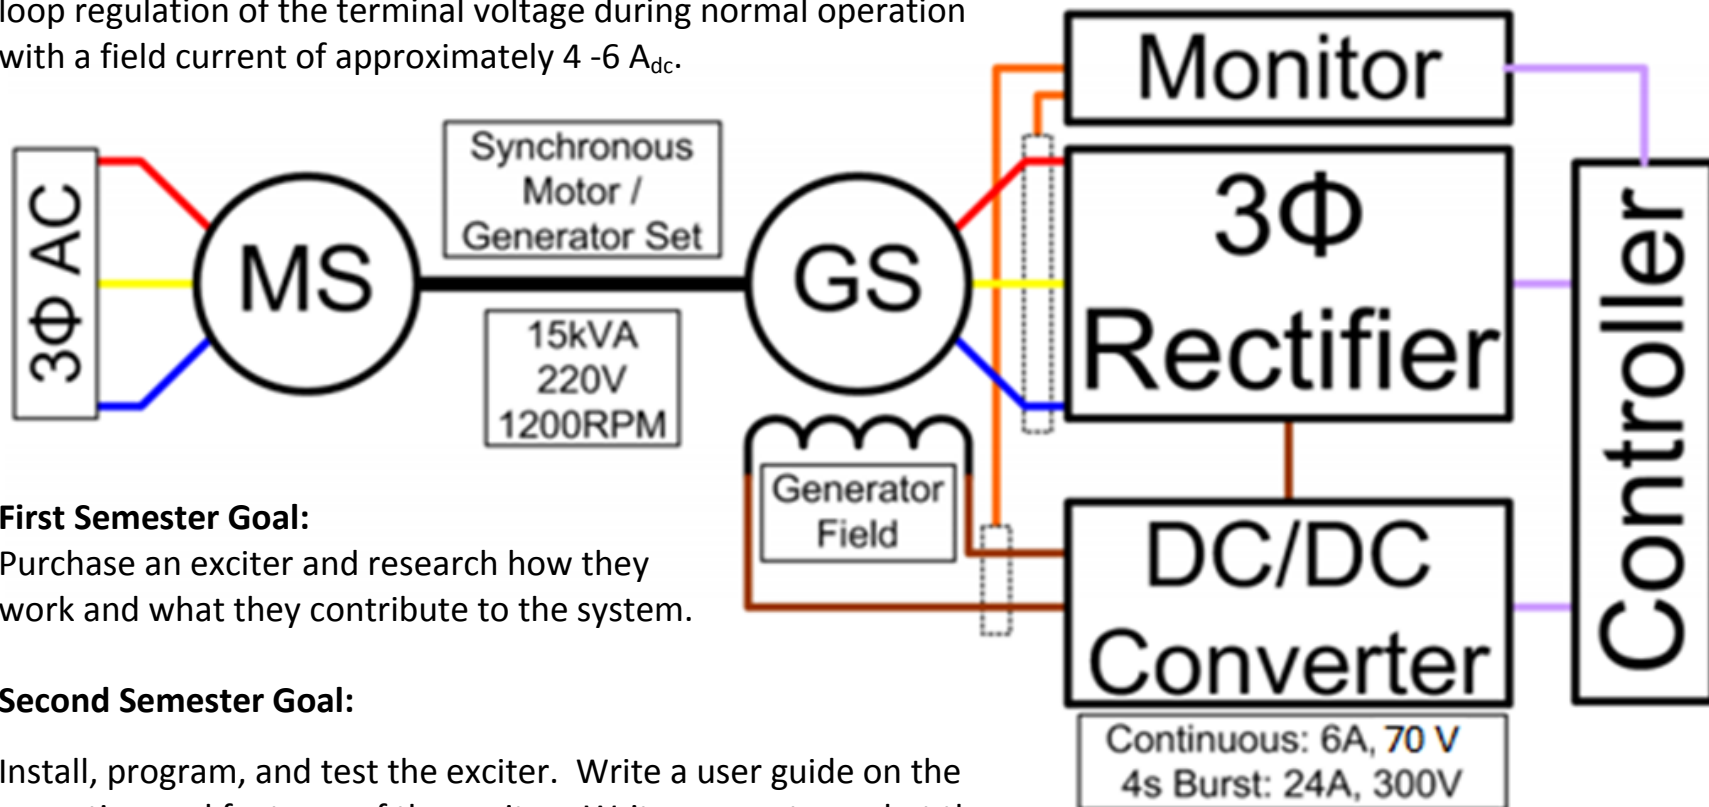 loop regulation of the terminal voltage during normal operation
with a field current of approximately 4 -6 Adc.
3Φ AC
MS
Synchronous
Motor /
Generator Set
15kVA
220V
1200RPM
GS
Generator
Field
Monitor
3Φ
Rectifier
DC/DC
Converter
Continuous: 6A, 70 V
4s Burst: 24A, 300V
Controller
First Semester Goal:
Purchase an exciter and research how they
work and what they contribute to the system.
Second Semester Goal:
Install, program, and test the exciter.  Write a user guide on the